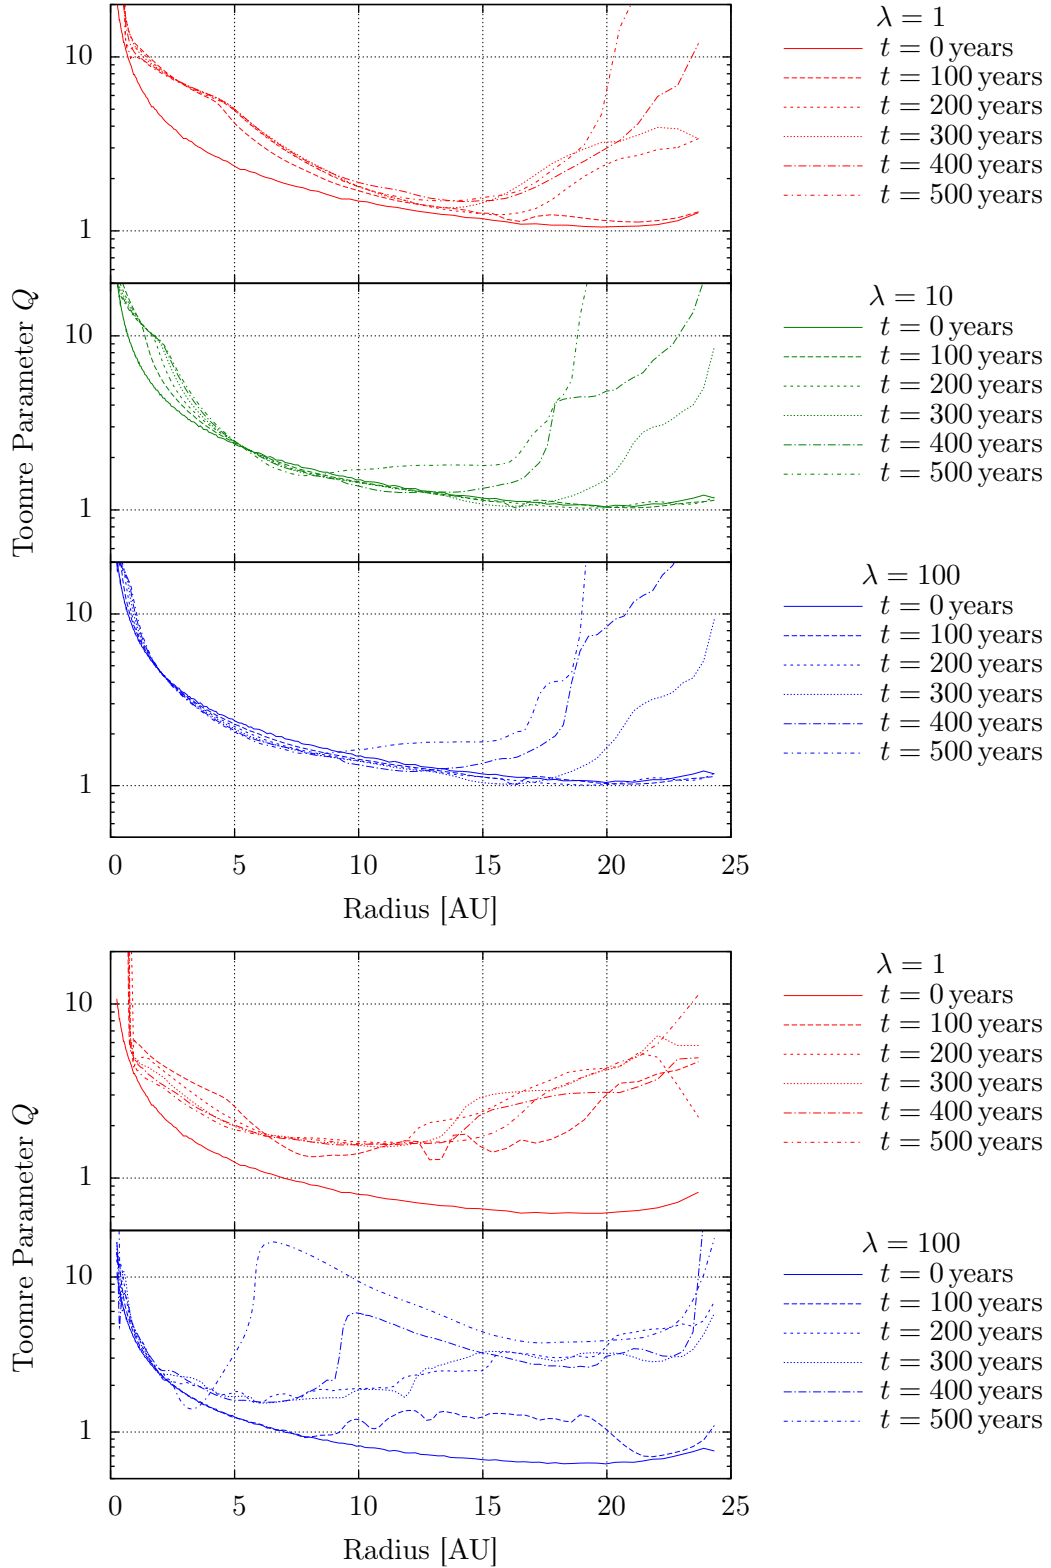 λ = 1
t = 0 years
t = 100 years
t = 200 years
t = 300 years
t = 400 years
t = 500 years
10
1
λ = 10
t = 0 years
t = 100 years
t = 200 years
t = 300 years
t = 400 years
t = 500 years
10
1
Toomre Parameter Q
λ = 100
t = 0 years
t = 100 years
t = 200 years
t = 300 years
t = 400 years
t = 500 years
10
1
0 5 10 15 20 25
Radius [AU]
λ = 1
t = 0 years
t = 100 years
t = 200 years
t = 300 years
t = 400 years
t = 500 years
10
1
Toomre Parameter Q
λ = 100
t = 0 years
t = 100 years
t = 200 years
t = 300 years
t = 400 years
t = 500 years
10
1
0 5 10 15 20 25
Radius [AU]